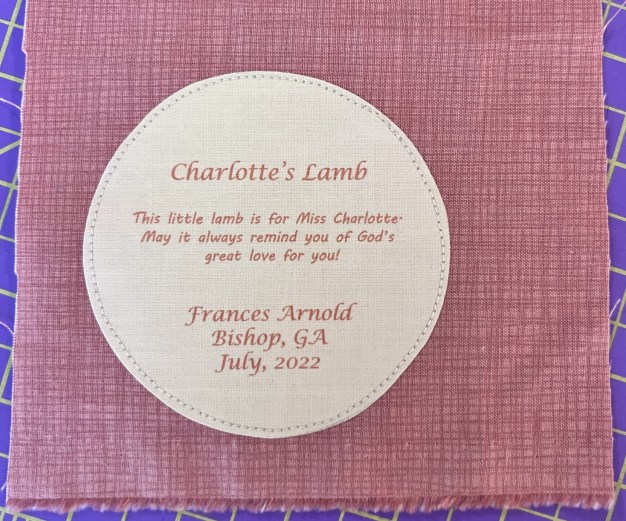 Charlotte's Lamb
This little lamb is for Miss Charlotte.
May it always remind you of God's
great love for you!
Frances Arnold
Bishop, GA
July, 2022